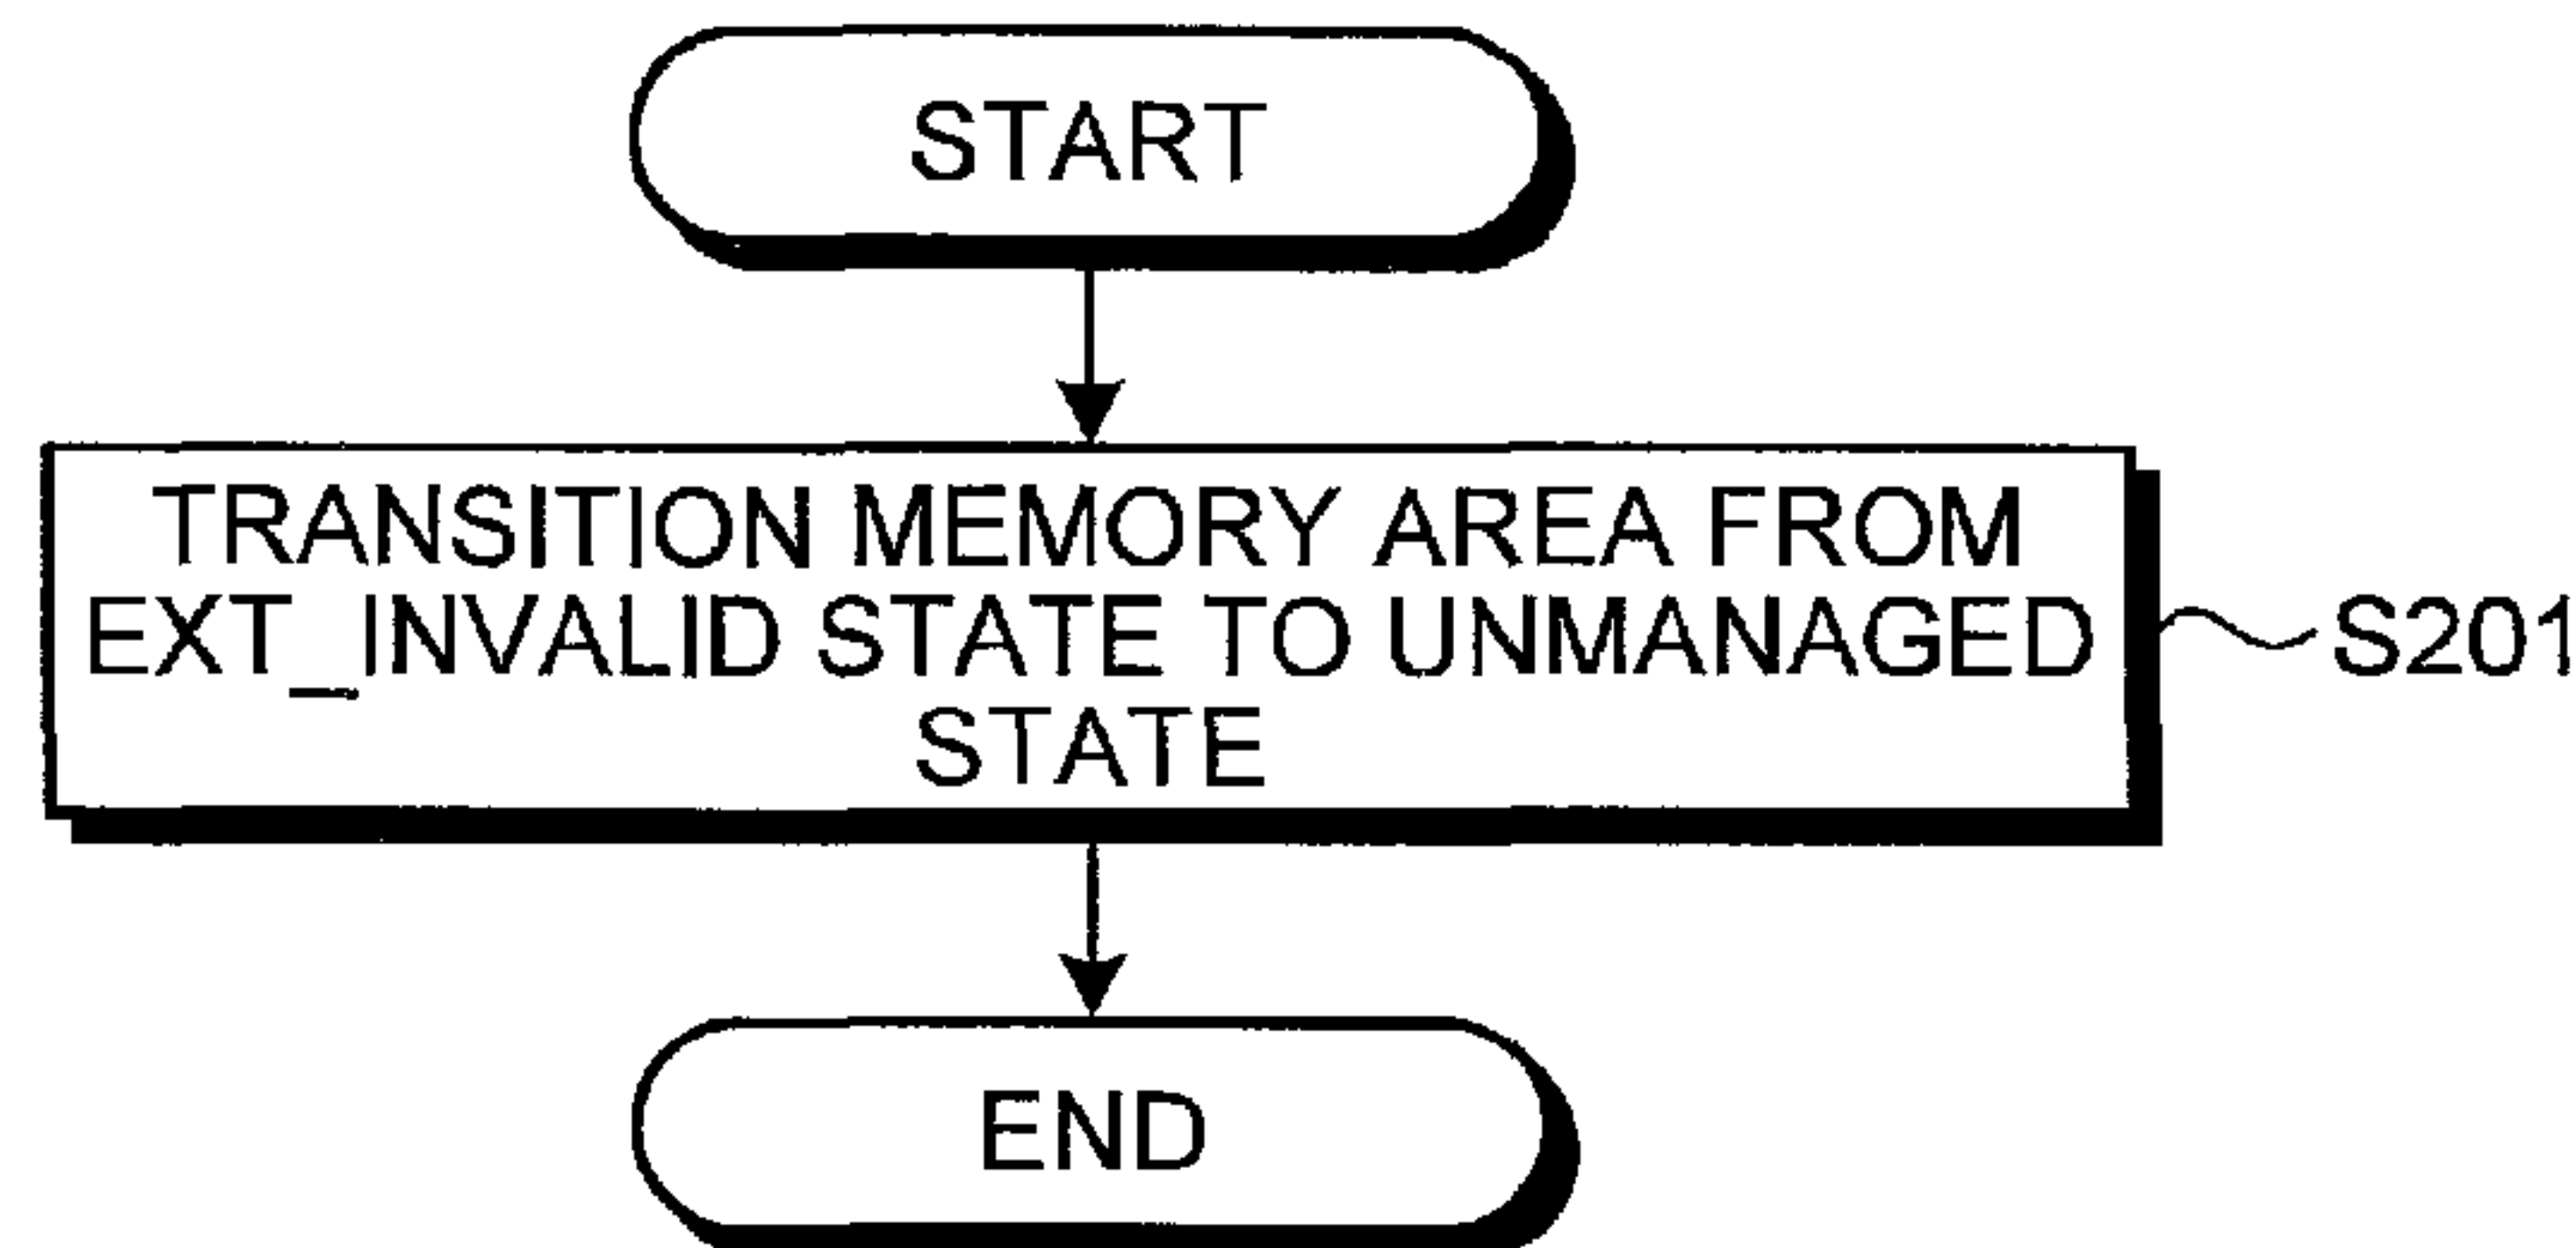 START
TRANSITION MEMORY AREA FROM
EXT_INVALID STATE TO UNMANAGED
STATE
S201
END